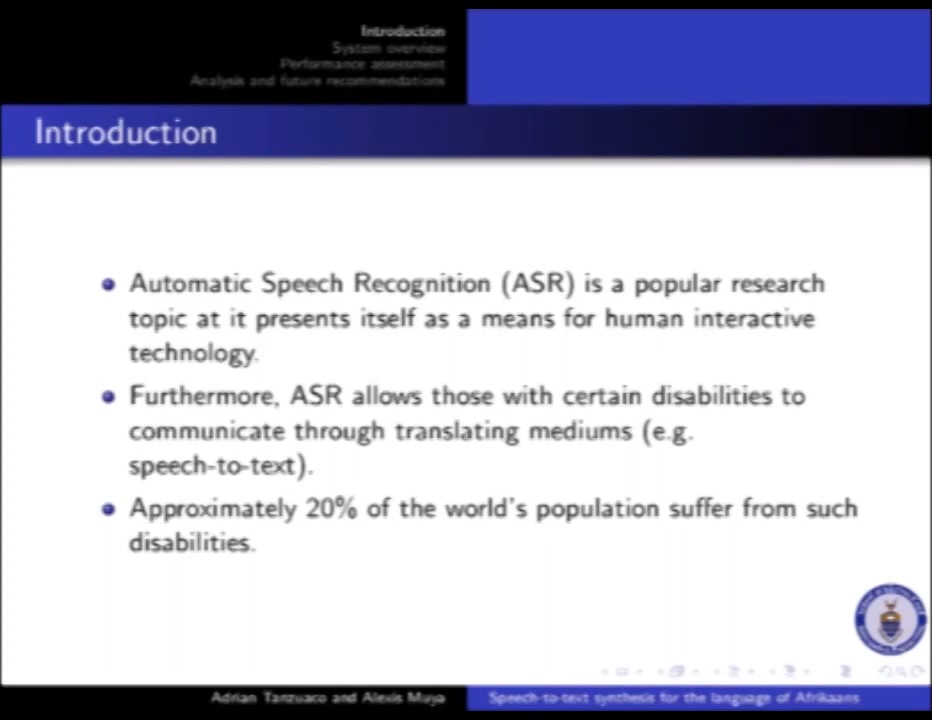 Introduction
System overview
Performance assessment
Analysis and future recommendations
Introduction
Automatic Speech Recognition (ASR) is a popular research
topic at it presents itself as a means for human interactive
technology.
Furthermore, ASR allows those with certain disabilities to
communicate through translating mediums (e.g.
speech-to-text).
Approximately 20% of the world's population suffer from such
disabilities.
Adrian Tanzuaco and Alexis Muya
Speech-to-text synthesis for the language of Afrikaans